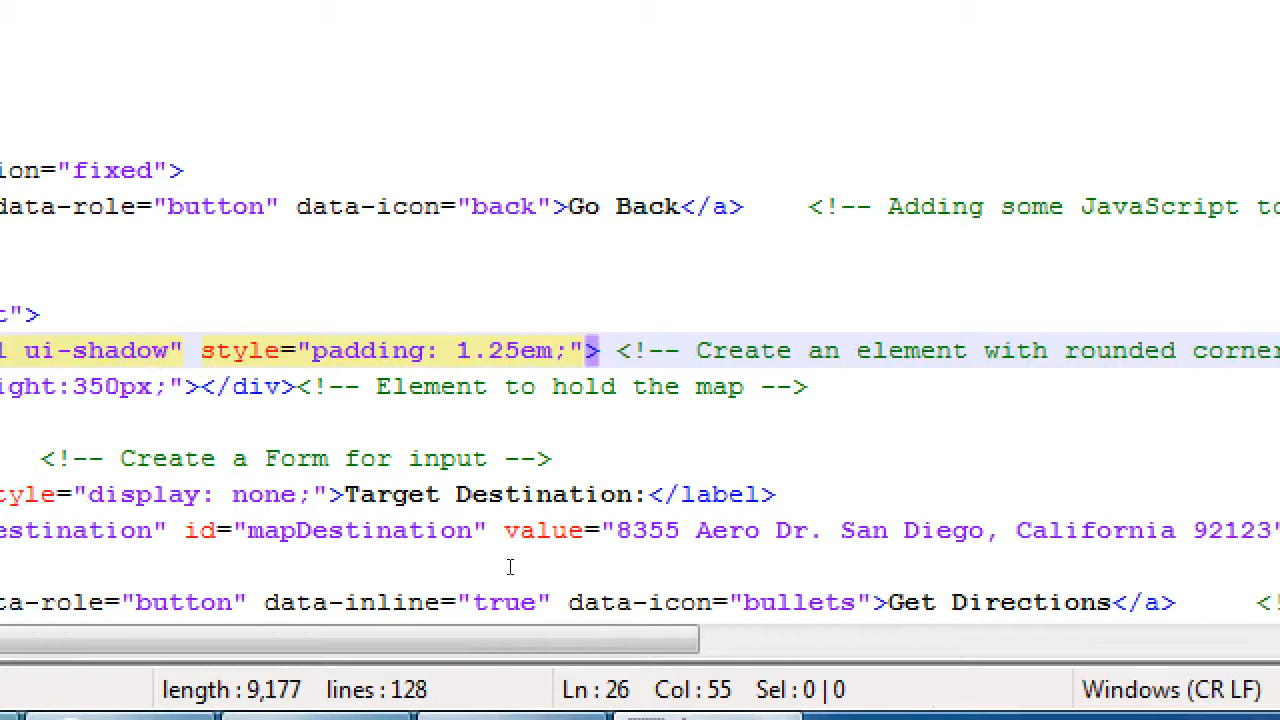 ion="fixed">
data-role="button" data-icon="back">Go Back</a>    <!-- Adding some JavaScript to
t">
l ui-shadow" style="padding: 1.25em;"> <!-- Create an element with rounded corner
ight:350px;"></div><!-- Element to hold the map -->
<!-- Create a Form for input -->
tyle="display: none;">Target Destination:</label>
estination" id="mapDestination" value="8355 Aero Dr. San Diego, California 92123"
ta-role="button" data-inline="true" data-icon="bullets">Get Directions</a>     <!
length : 9,177    lines : 128    Ln : 26    Col : 55    Sel : 0 | 0    Windows (CR LF)